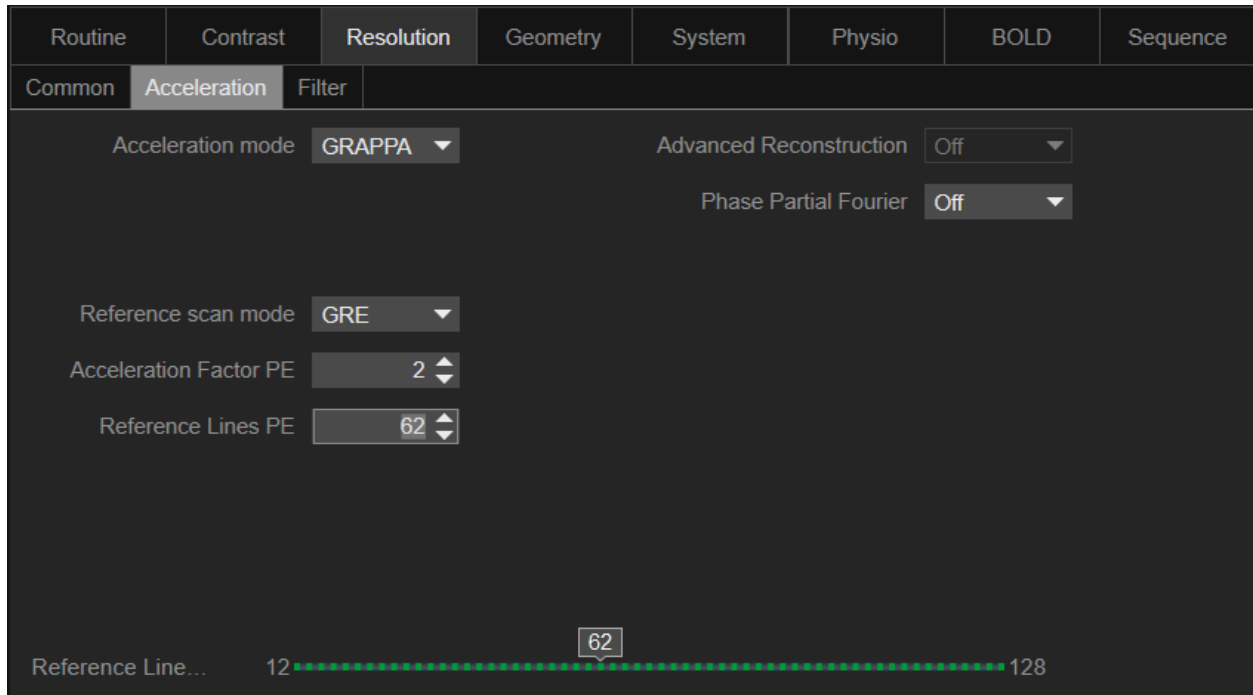 Routine Contrast Resolution Geometry System Physio BOLD Sequence
Common Acceleration Filter
Acceleration mode GRAPPA Advanced Reconstruction Off
Phase Partial Fourier Off
Reference scan mode GRE
Acceleration Factor PE 2
Reference Lines PE 62
62
Reference Line... 12 128